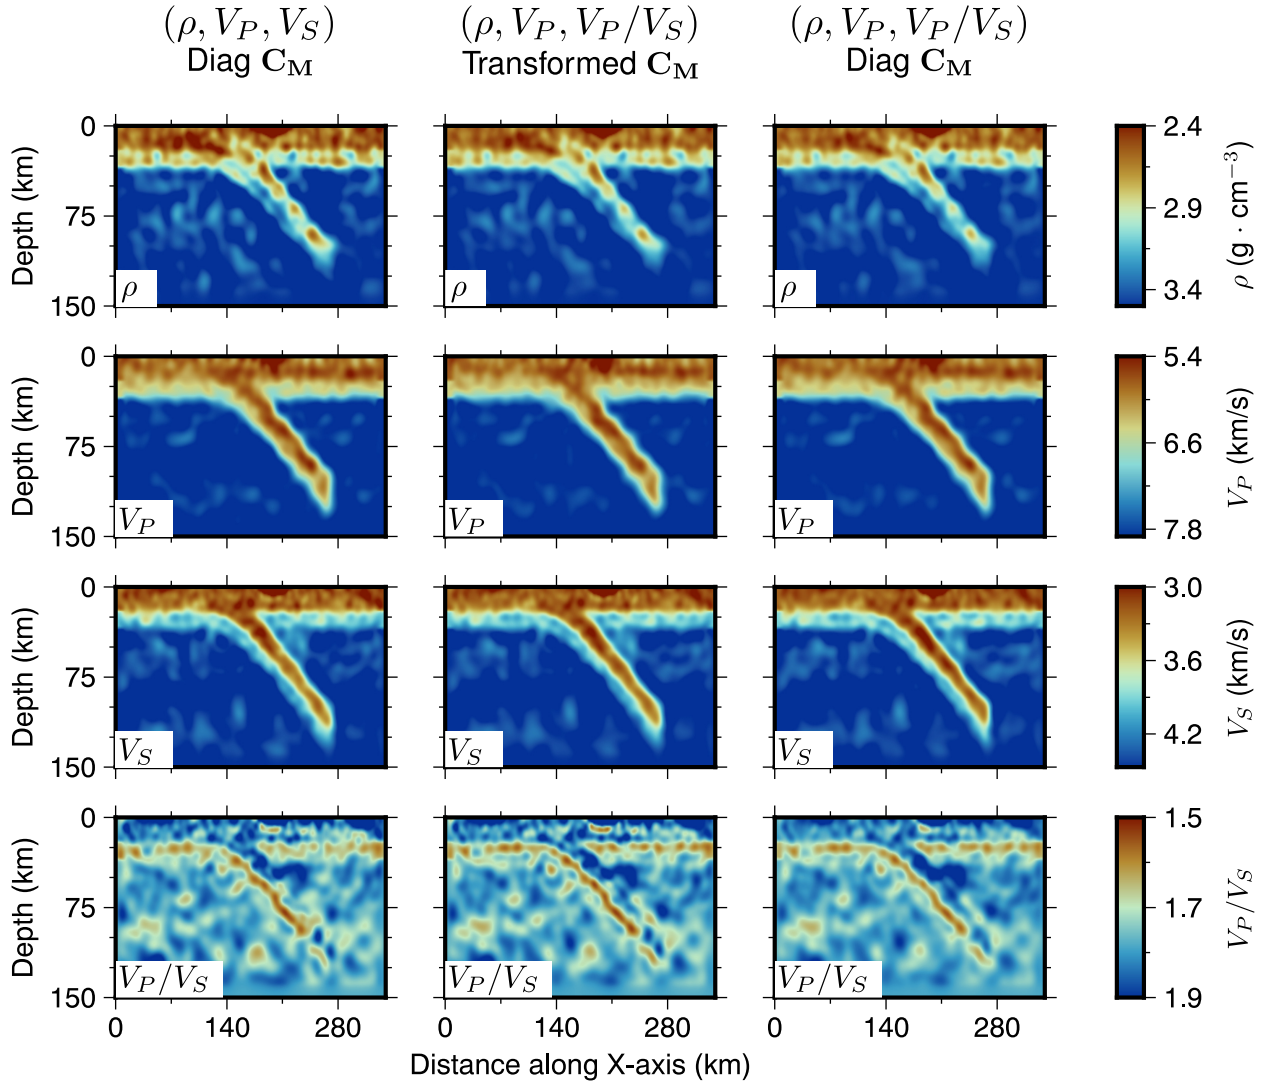 (ρ, V_P, V_S) (ρ, V_P, V_P/V_S) (ρ, V_P, V_P/V_S)
Diag C_M Transformed C_M Diag C_M
0
75
150
Depth (km)
ρ ρ ρ
2.4
2.9
3.4
ρ (g · cm⁻³)
0
75
150
Depth (km)
V_P V_P V_P
5.4
6.6
7.8
V_P (km/s)
0
75
150
Depth (km)
V_S V_S V_S
3.0
3.6
4.2
V_S (km/s)
0
75
150
Depth (km)
V_P/V_S V_P/V_S V_P/V_S
1.5
1.7
1.9
V_P/V_S
0 140 280 0 140 280 0 140 280
Distance along X-axis (km)